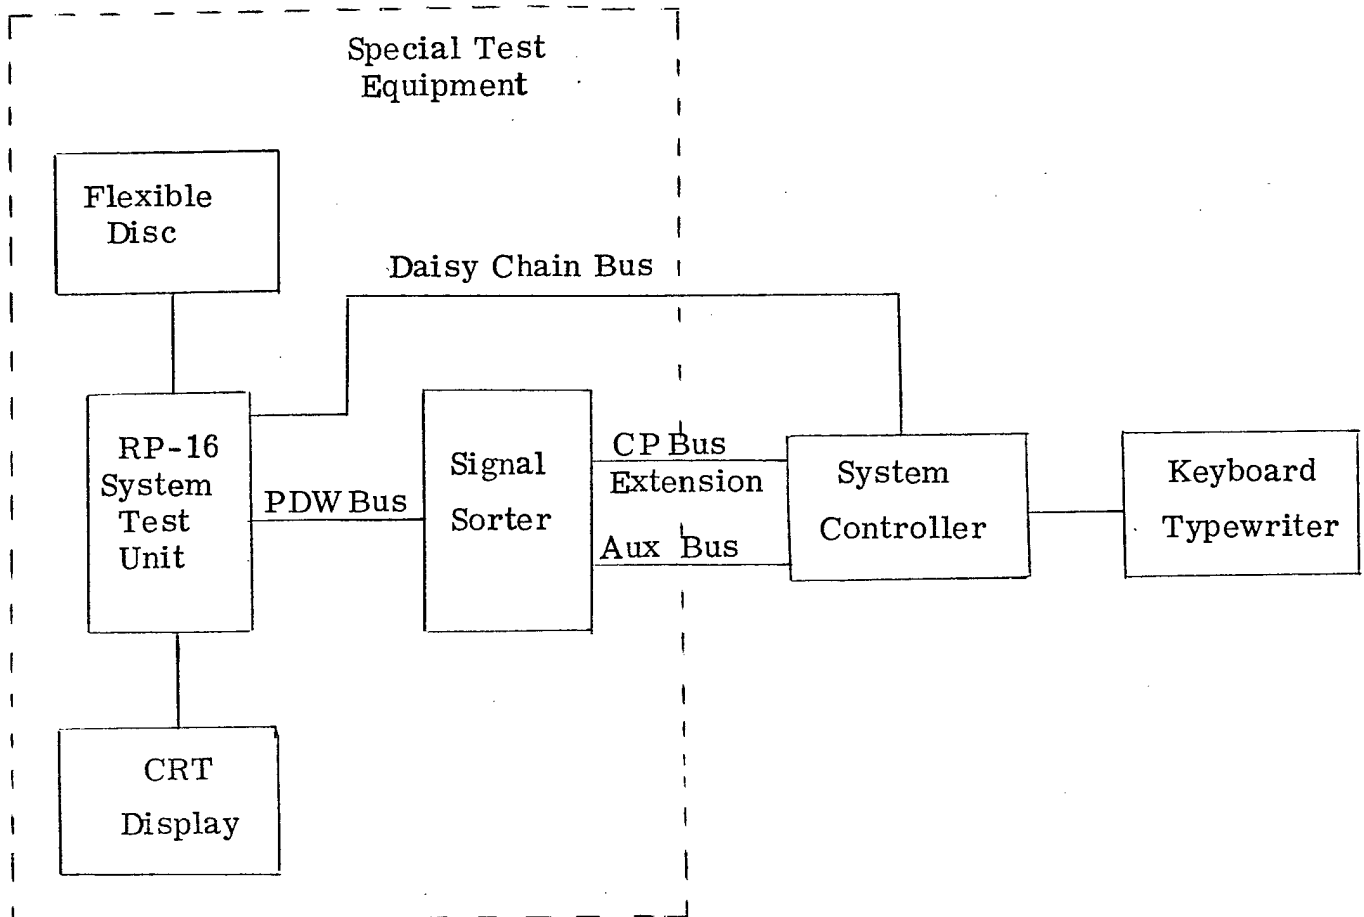 Special Test
Equipment
Flexible
Disc
Daisy Chain Bus
RP-16
System
Test
Unit
PDW Bus
Signal
Sorter
CP Bus
Extension
Aux Bus
System
Controller
Keyboard
Typewriter
CRT
Display